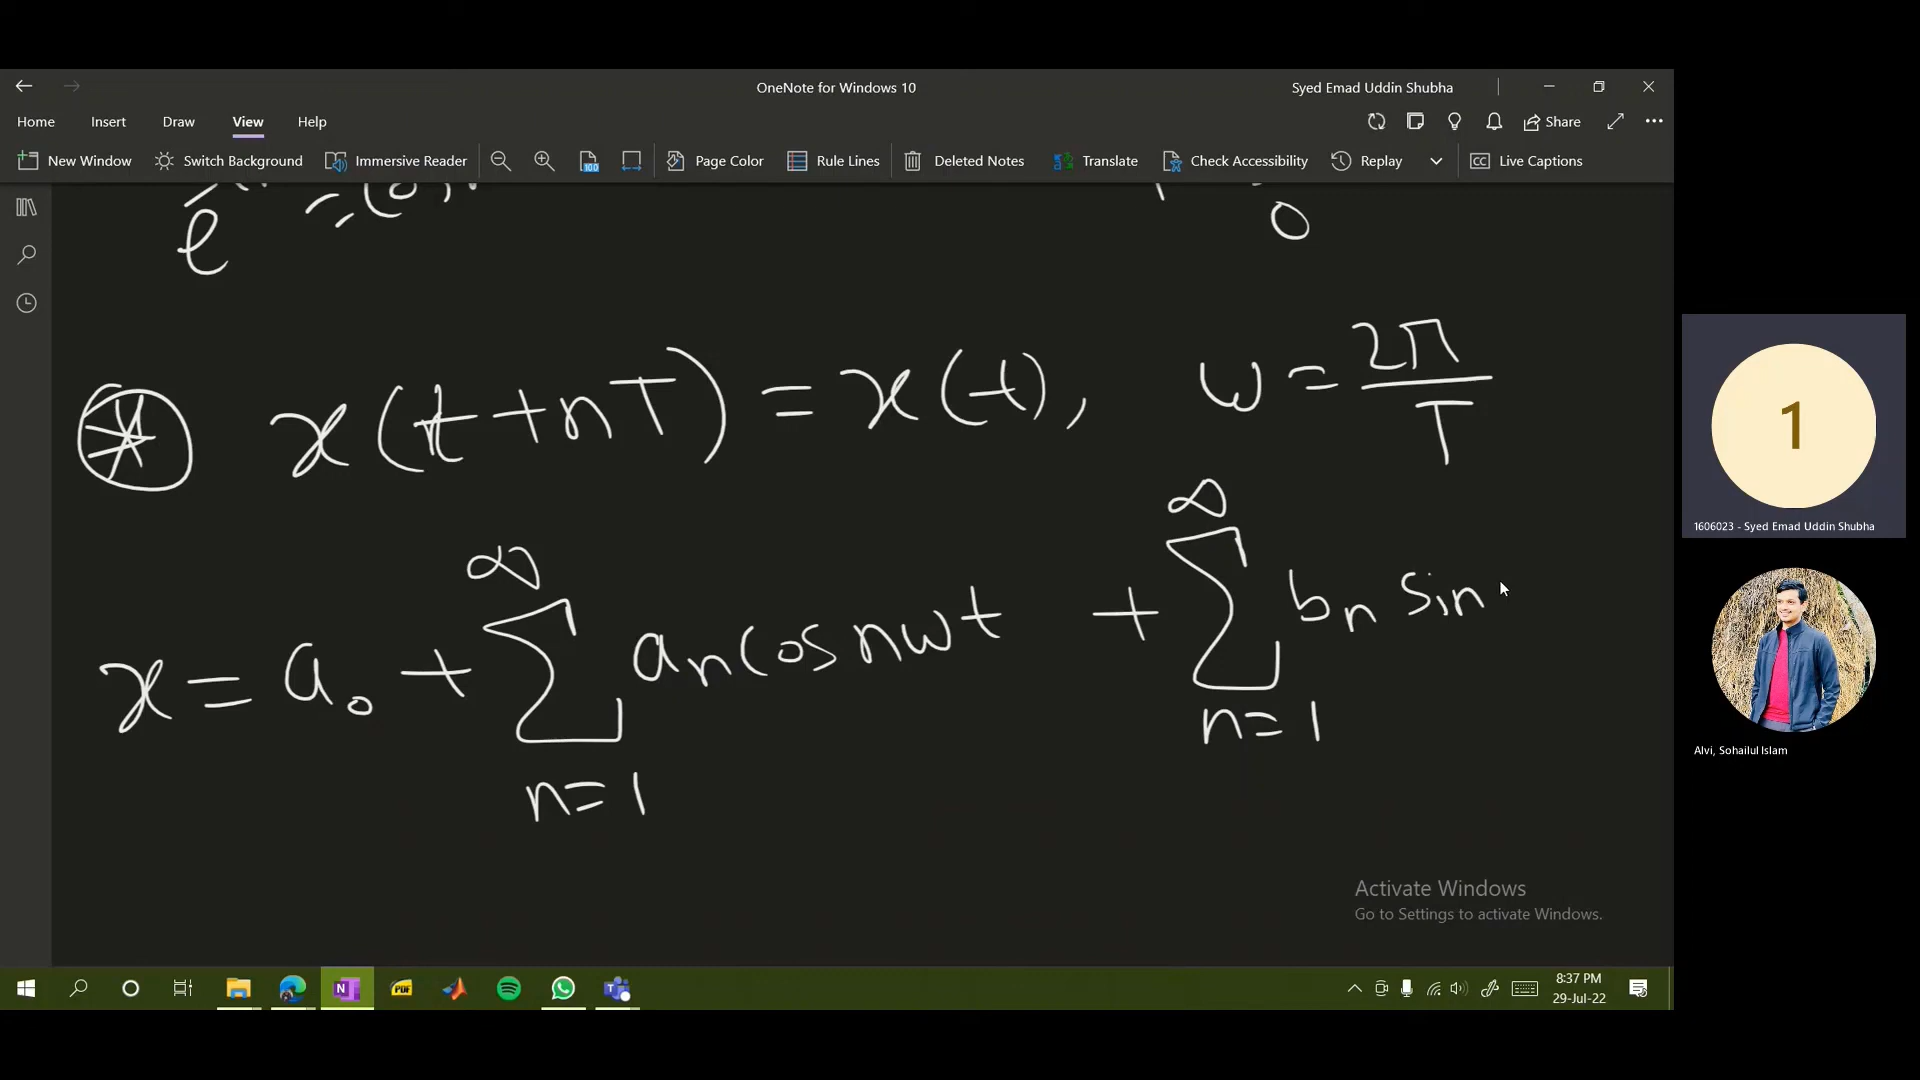 OneNote for Windows 10
Syed Emad Uddin Shubha
Home Insert Draw View Help
Share
New Window Switch Background Immersive Reader Page Color Rule Lines Deleted Notes Translate Check Accessibility Replay Live Captions
e
0
x(t+nT) = x(t), ω = 2π/T
x = a₀ + ∑_{n=1}^{∞} aₙ cos nωt + ∑_{n=1}^{∞} bₙ sin
1
1606023 - Syed Emad Uddin Shubha
Alvi, Sohailul Islam
Activate Windows
Go to Settings to activate Windows.
8:37 PM
29-Jul-22